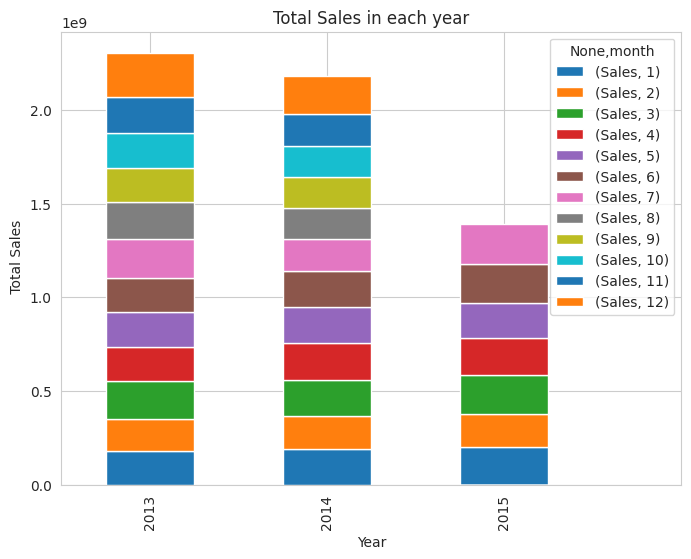 Total Sales in each year
1e9
None,month
(Sales, 1)
(Sales, 2)
(Sales, 3)
(Sales, 4)
(Sales, 5)
(Sales, 6)
(Sales, 7)
(Sales, 8)
(Sales, 9)
(Sales, 10)
(Sales, 11)
(Sales, 12)
Total Sales
2.0
1.5
1.0
0.5
0.0
2013
2014
2015
Year